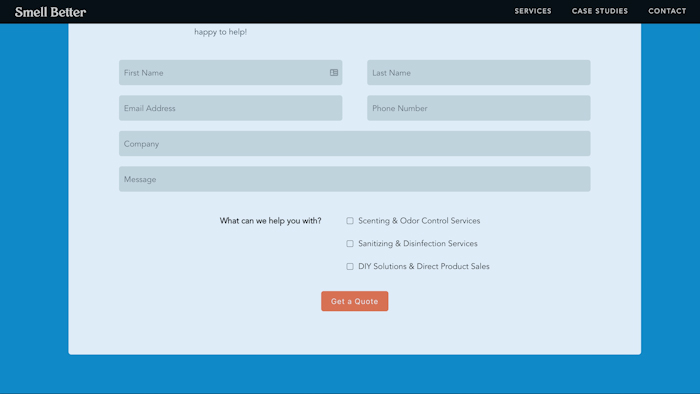 Smell Better
SERVICES CASE STUDIES CONTACT
happy to help!
First Name
Last Name
Email Address
Phone Number
Company
Message
What can we help you with?
Scenting & Odor Control Services
Sanitizing & Disinfection Services
DIY Solutions & Direct Product Sales
Get a Quote